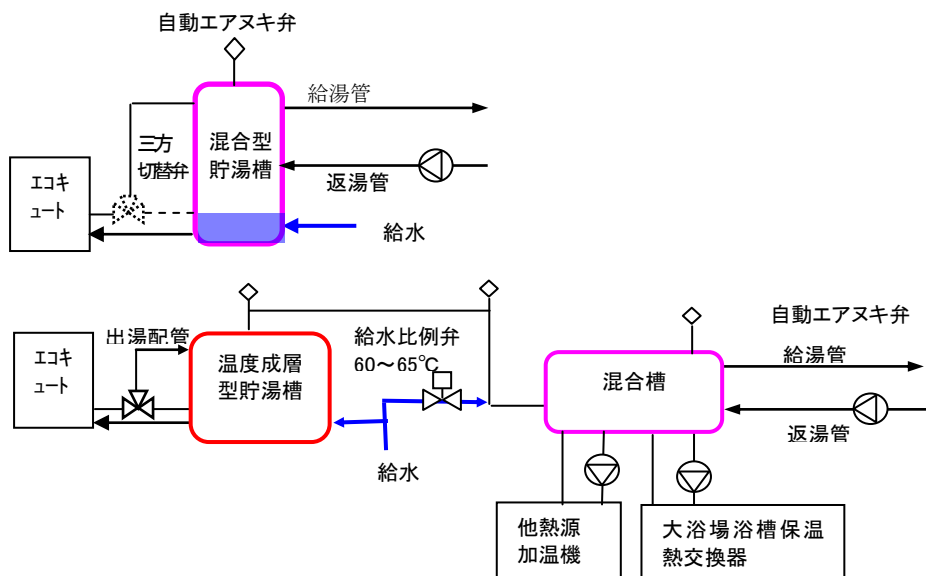 自動エアヌキ弁
給湯管
三方
切替弁
混合型
貯湯槽
返湯管
エコキ
ュート
給水
出湯配管
エコキ
ュート
温度成層
型貯湯槽
給水比例弁
60～65℃
給水
自動エアヌキ弁
給湯管
混合槽
返湯管
他熱源
加温機
大浴場浴槽保温
熱交換器